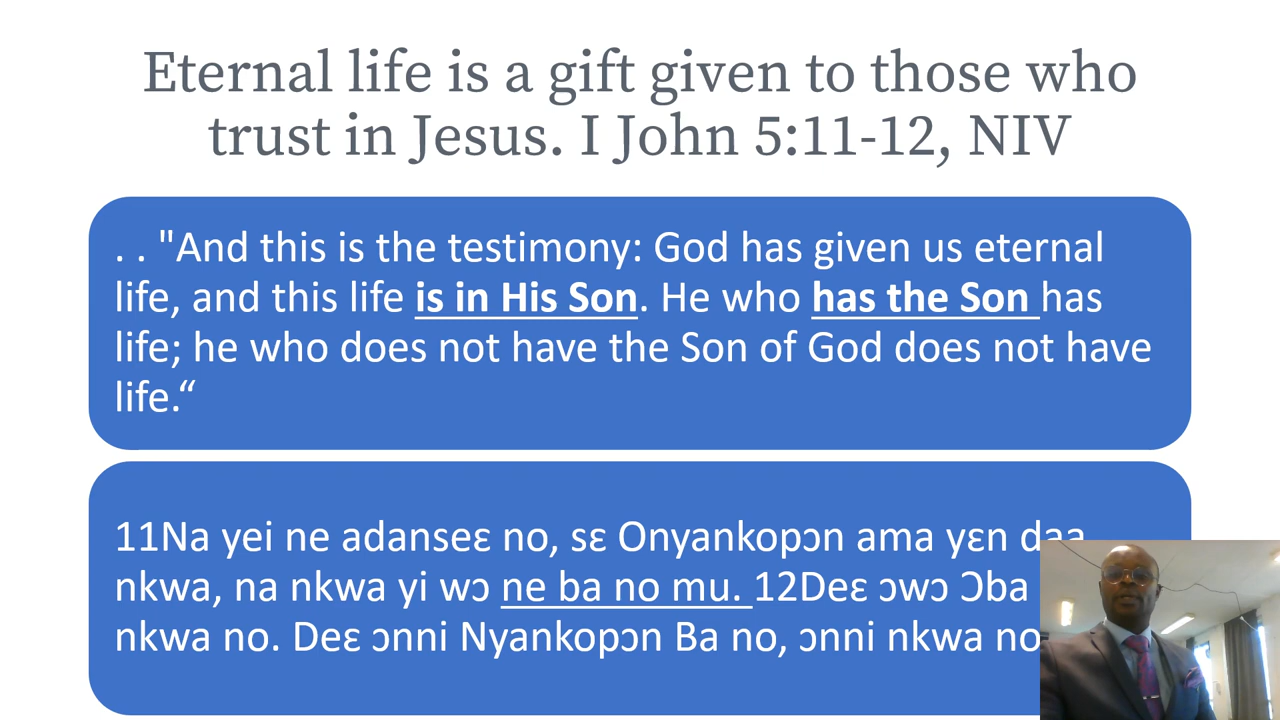 Eternal life is a gift given to those who
trust in Jesus. I John 5:11-12, NIV
. . "And this is the testimony: God has given us eternal
life, and this life is in His Son. He who has the Son has
life; he who does not have the Son of God does not have
life.“
11Na yei ne adanseɛ no, sɛ Onyankopɔn ama yɛn daa
nkwa, na nkwa yi wɔ ne ba no mu. 12Deɛ ɔwɔ Ɔba
nkwa no. Deɛ ɔnni Nyankopɔn Ba no, ɔnni nkwa no